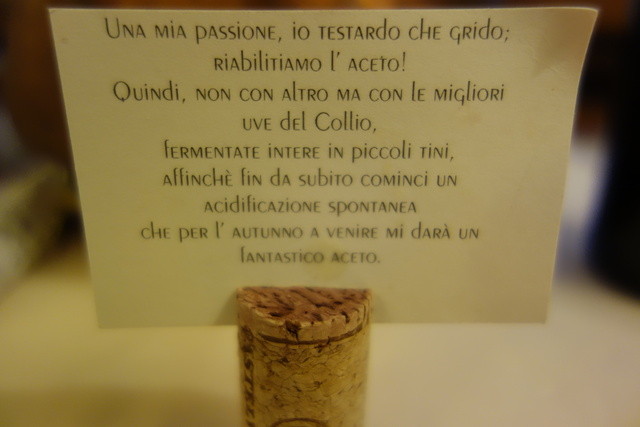 Una mia passione, io testardo che grido;
riabilitiamo l' aceto!
Quindi, non con altro ma con le migliori
uve del Collio,
fermentate intere in piccoli tini,
affinchè fin da subito cominci un
acidificazione spontanea
che per l' autunno a venire mi darà un
fantastico aceto.